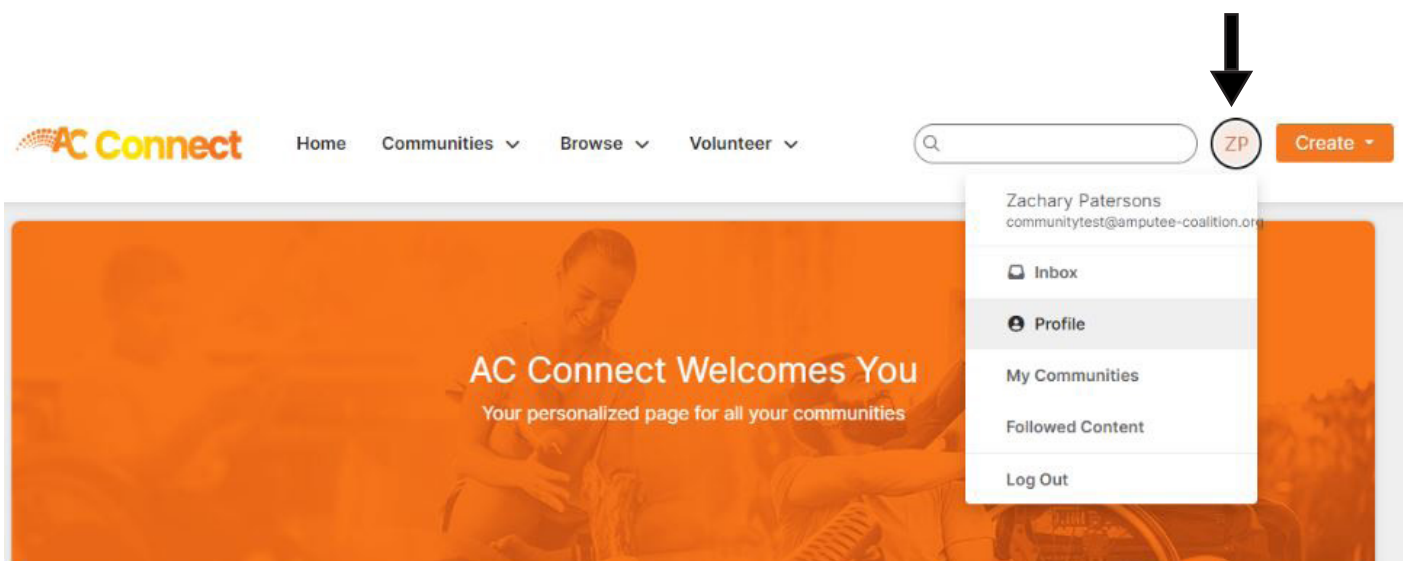 AC Connect
Home Communities Browse Volunteer
ZP
Create
Zachary Patersons
communitytest@amputee-coalition.org
Inbox
Profile
My Communities
Followed Content
Log Out
AC Connect Welcomes You
Your personalized page for all your communities